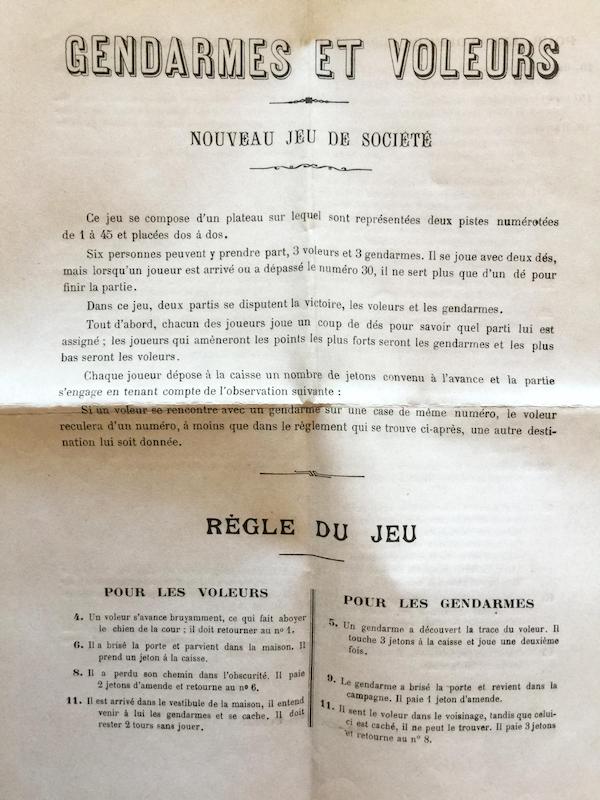 GENDARMES ET VOLEURS
NOUVEAU JEU DE SOCIÉTÉ
Ce jeu se compose d'un plateau sur lequel sont représentées deux pistes numérotées
de 1 à 45 et placées dos à dos.
Six personnes peuvent y prendre part, 3 voleurs et 3 gendarmes. Il se joue avec deux dés,
mais lorsqu'un joueur est arrivé ou a dépassé le numéro 30, il ne sert plus que d'un dé pour
finir la partie.
Dans ce jeu, deux partis se disputent la victoire, les voleurs et les gendarmes.
Tout d'abord, chacun des joueurs joue un coup de dés pour savoir quel parti lui est
assigné ; les joueurs qui amèneront les points les plus forts seront les gendarmes et les plus
bas seront les voleurs.
Chaque joueur dépose à la caisse un nombre de jetons convenu à l'avance et la partie
s'engage en tenant compte de l'observation suivante :
Si un voleur se rencontre avec un gendarme sur une case de même numéro, le voleur
reculera d'un numéro, à moins que dans le règlement qui se trouve ci-après, une autre desti-
nation lui soit donnée.
RÈGLE DU JEU
POUR LES VOLEURS
4. Un voleur s'avance bruyamment, ce qui fait aboyer
le chien de la cour ; il doit retourner au nº 1.
6. Il a brisé la porte et parvient dans la maison. Il
prend un jeton à la caisse.
8. Il a perdu son chemin dans l'obscurité. Il paie
2 jetons d'amende et retourne au nº 6.
11. Il est arrivé dans le vestibule de la maison, il entend
venir à lui les gendarmes et se cache. Il doit
rester 2 tours sans jouer.
POUR LES GENDARMES
5. Un gendarme a découvert la trace du voleur. Il
touche 3 jetons à la caisse et joue une deuxième
fois.
9. Le gendarme a brisé la porte et revient dans la
campagne. Il paie 1 jeton d'amende.
11. Il sent le voleur dans le voisinage, tandis que celui-
ci est caché, il ne peut le trouver. Il paie 3 jetons
et retourne au nº 8.